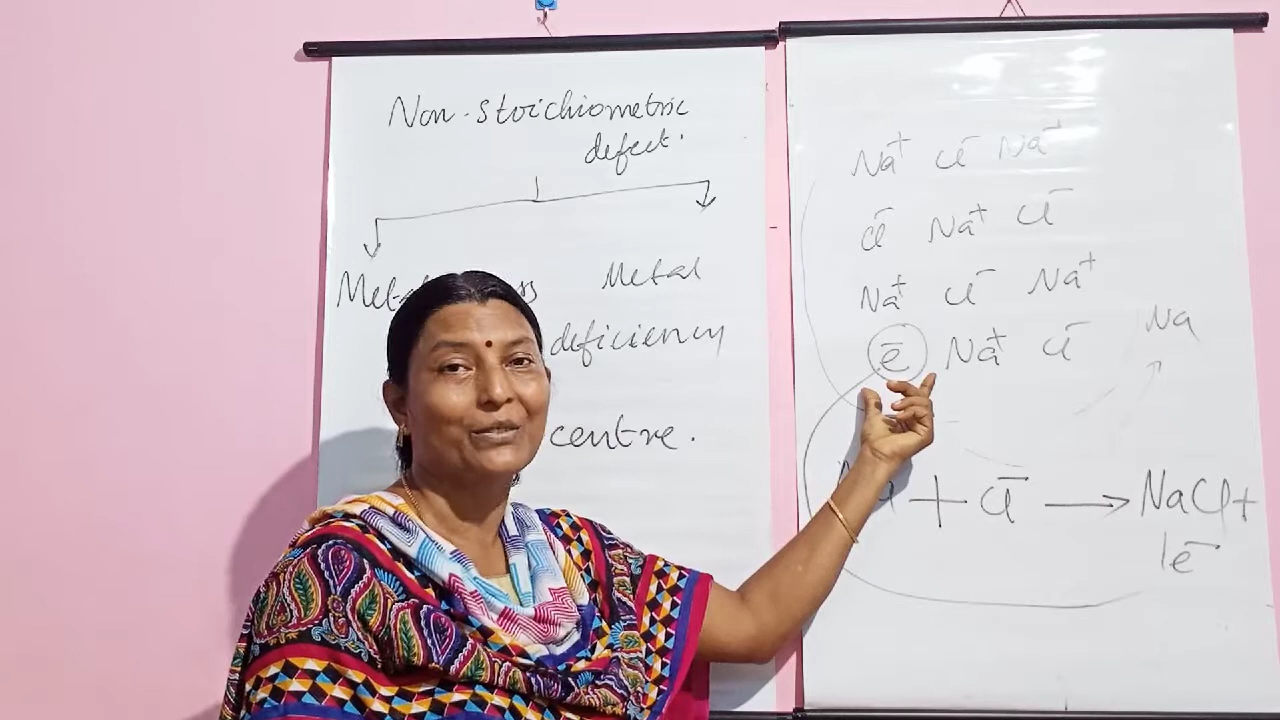 Non-stoichiometric
defect.
Metal
deficiency
centre.
Na⁺ Cl⁻ Na⁺
Cl⁻ Na⁺ Cl⁻
Na⁺ Cl⁻ Na⁺
e⁻ Na⁺ Cl⁻
Na
+ Cl⁻ → NaCl +
1e⁻